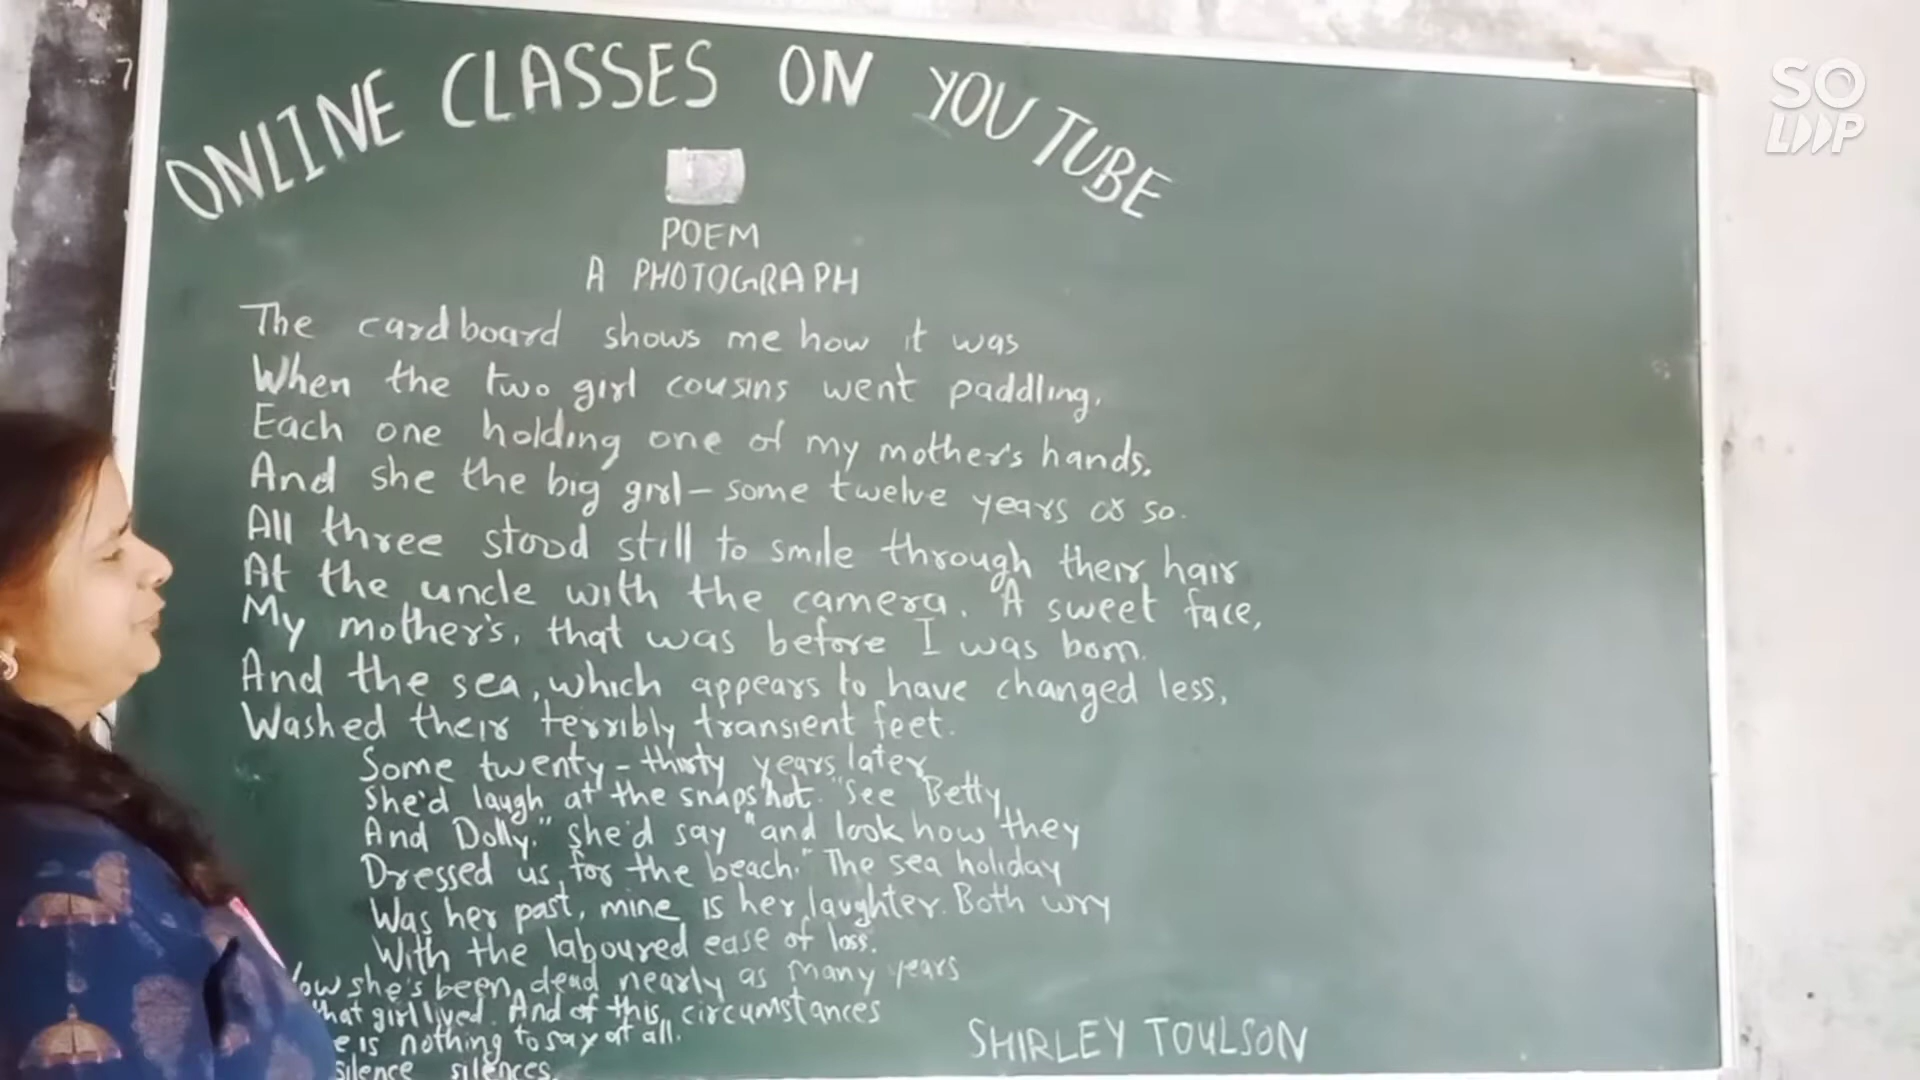 ONLINE CLASSES ON YOU TUBE
SO
LOOP
POEM
A PHOTOGRAPH
The cardboard shows me how it was
When the two girl cousins went paddling,
Each one holding one of my mother's hands,
And she the big girl - some twelve years or so.
All three stood still to smile through their hair
At the uncle with the camera. A sweet face,
My mother's, that was before I was born.
And the sea, which appears to have changed less,
Washed their terribly transient feet.
Some twenty-thirty years later
She'd laugh at the snapshot. "See Betty
And Dolly," she'd say "and look how they
Dressed us for the beach." The sea holiday
Was her past, mine is her laughter. Both wry
With the laboured ease of loss.
ow she's been dead nearly as many years
hat girl lived. And of this circumstances
e is nothing to say at all.
silence silences.
SHIRLEY TOULSON